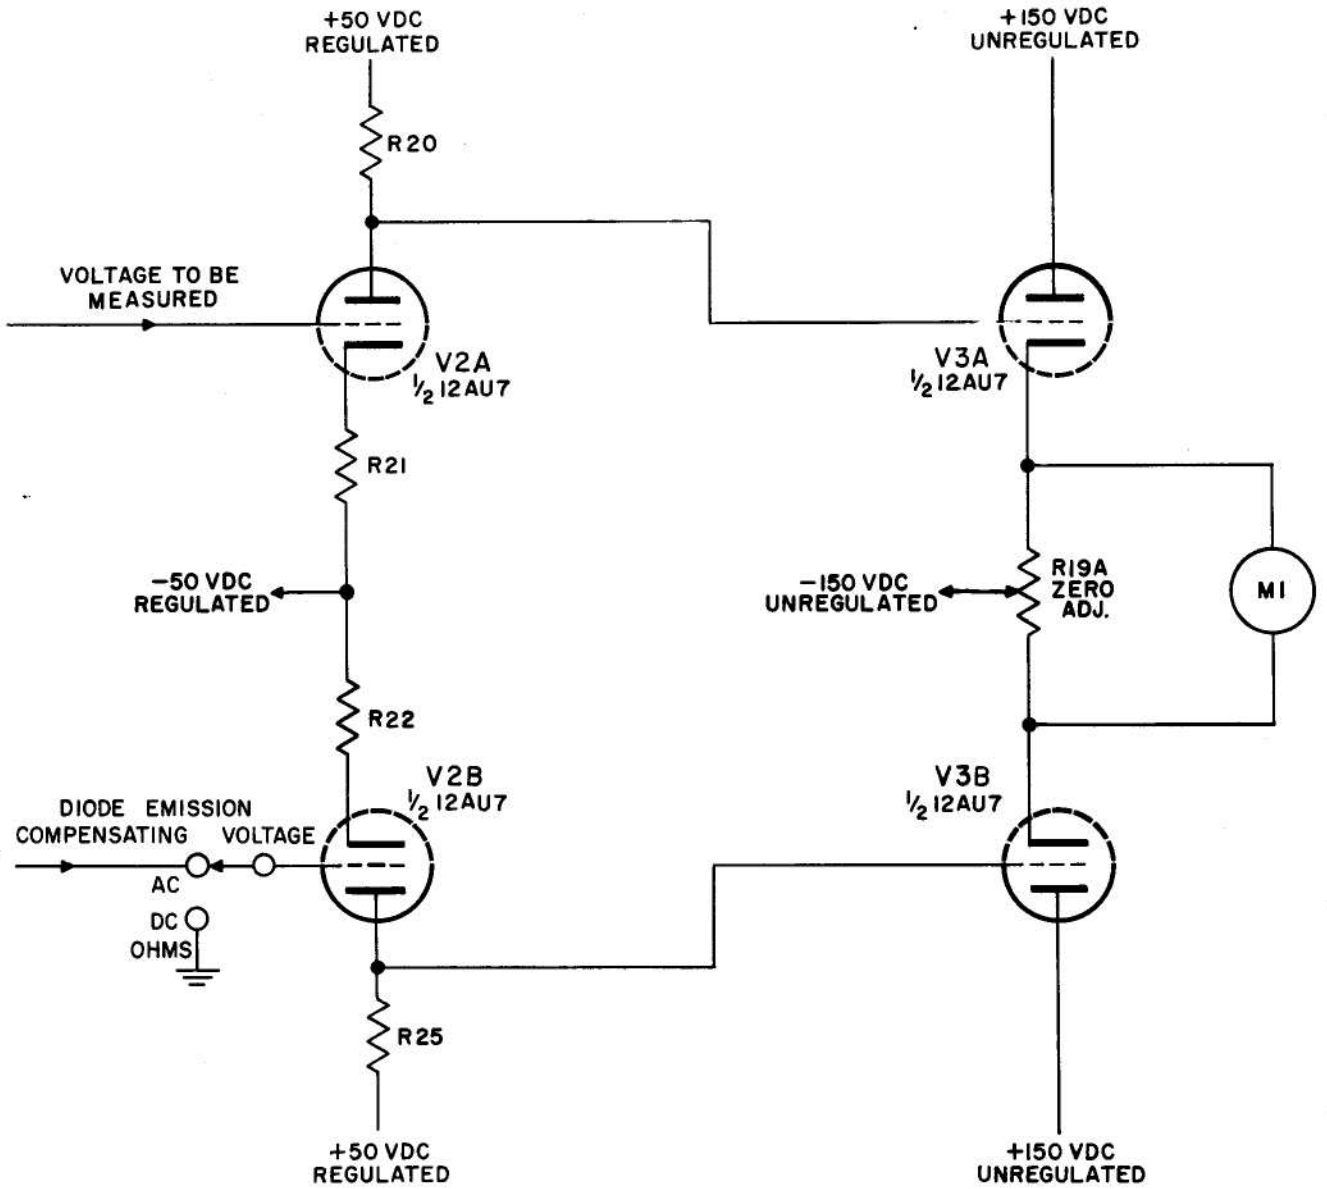 +50 VDC
REGULATED
+150 VDC
UNREGULATED
R20
VOLTAGE TO BE
MEASURED
V2A
½ 12AU7
V3A
½ 12AU7
R21
−50 VDC
REGULATED
−150 VDC
UNREGULATED
R19A
ZERO
ADJ.
M1
R22
V2B
½ 12AU7
V3B
½ 12AU7
DIODE EMISSION
COMPENSATING VOLTAGE
AC
DC
OHMS
R25
+50 VDC
REGULATED
+150 VDC
UNREGULATED